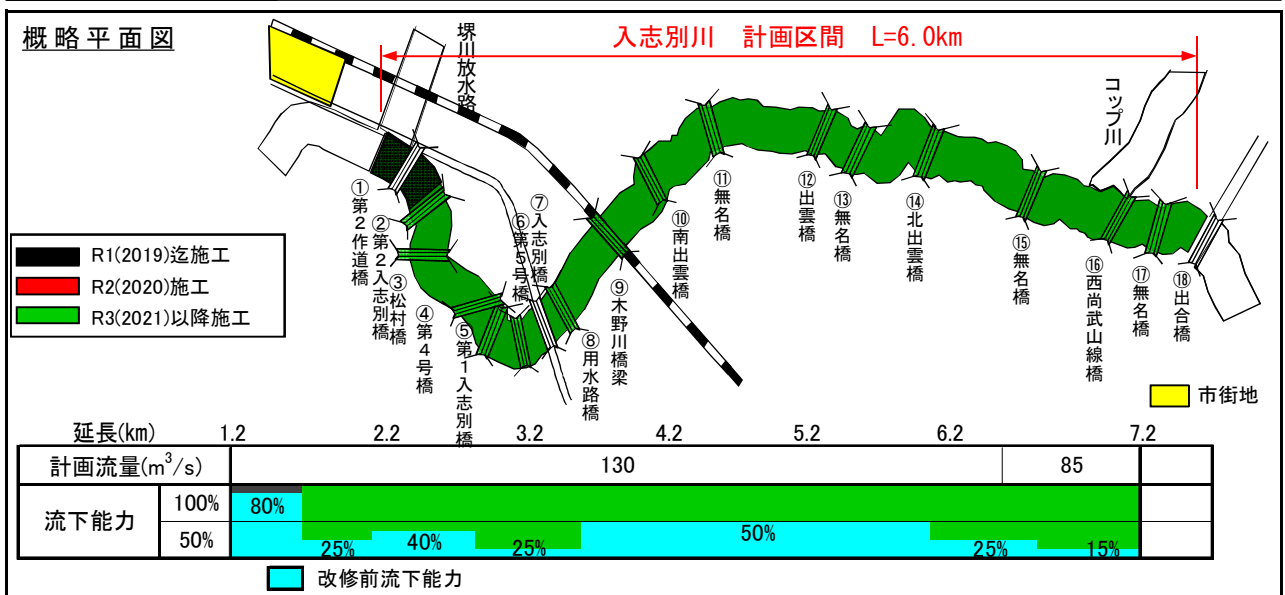 概略平面図
入志別川　計画区間　L=6.0km
堺川放水路
コップ川
①第2作道橋
②第2入志別橋
③松村橋
④第4号橋
⑤第1入志別橋
⑥第5号橋
⑦入志別橋
⑧用水路橋
⑨木野川橋梁
⑩南出雲橋
⑪無名橋
⑫出雲橋
⑬無名橋
⑭北出雲橋
⑮無名橋
⑯西尚武山線橋
⑰無名橋
⑱出合橋
R1(2019)迄施工
R2(2020)施工
R3(2021)以降施工
市街地
延長(km) 1.2 2.2 3.2 4.2 5.2 6.2 7.2
計画流量(m³/s) 130 85
流下能力
100%
50%
80%
25%
40%
25%
50%
25%
15%
改修前流下能力